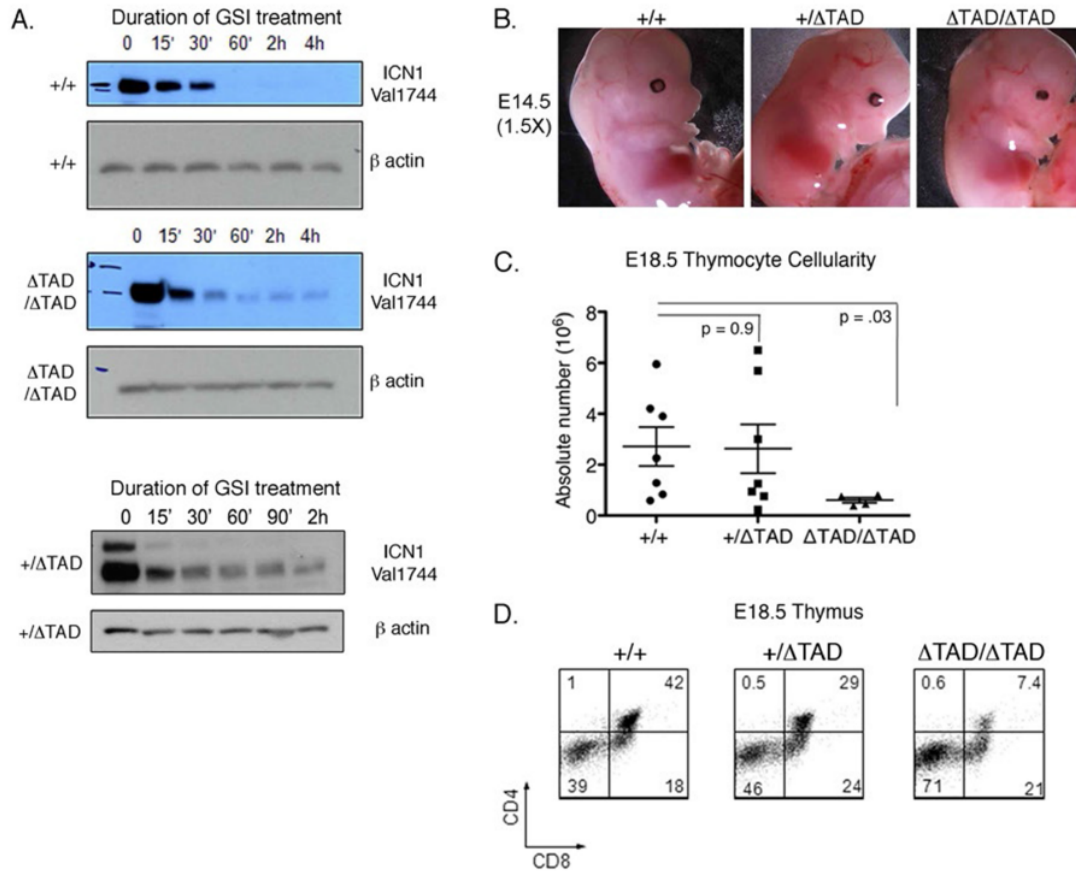 A.
Duration of GSI treatment
0 15' 30' 60' 2h 4h
+/+
ICN1
Val1744
+/+
β actin
0 15' 30' 60' 2h 4h
ΔTAD
/ΔTAD
ICN1
Val1744
ΔTAD
/ΔTAD
β actin
Duration of GSI treatment
0 15' 30' 60' 90' 2h
+/ΔTAD
ICN1
Val1744
+/ΔTAD
β actin
B.
+/+ +/ΔTAD ΔTAD/ΔTAD
E14.5
(1.5X)
C.
E18.5 Thymocyte Cellularity
Absolute number (10⁶)
8
6
4
2
0
p = 0.9
p = .03
+/+ +/ΔTAD ΔTAD/ΔTAD
D.
E18.5 Thymus
+/+ +/ΔTAD ΔTAD/ΔTAD
1 42 0.5 29 0.6 7.4
39 18 46 24 71 21
CD4
CD8